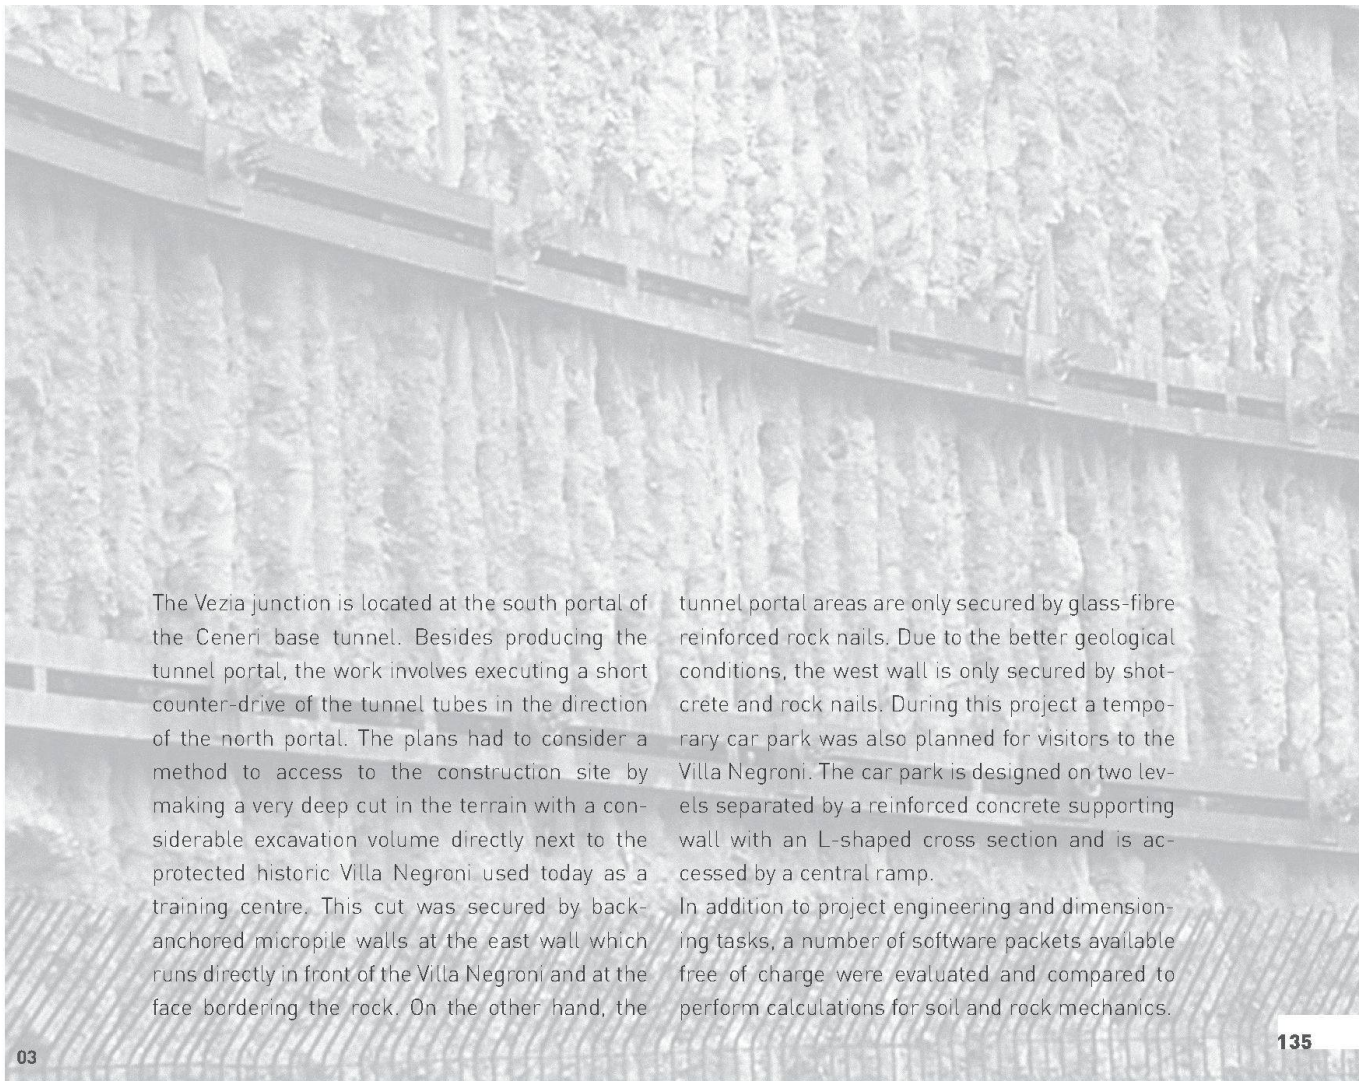 The Vezia junction is located at the south portal of
the Ceneri base tunnel. Besides producing the
tunnel portal, the work involves executing a short
counter-drive of the tunnel tubes in the direction
of the north portal. The plans had to consider a
method to access to the construction site by
making a very deep cut in the terrain with a con-
siderable excavation volume directly next to the
protected historic Villa Negroni used today as a
training centre. This cut was secured by back-
anchored micropile walls at the east wall which
runs directly in front of the Villa Negroni and at the
face bordering the rock. On the other hand, the
tunnel portal areas are only secured by glass-fibre
reinforced rock nails. Due to the better geological
conditions, the west wall is only secured by shot-
crete and rock nails. During this project a tempo-
rary car park was also planned for visitors to the
Villa Negroni. The car park is designed on two lev-
els separated by a reinforced concrete supporting
wall with an L-shaped cross section and is ac-
cessed by a central ramp.
In addition to project engineering and dimension-
ing tasks, a number of software packets available
free of charge were evaluated and compared to
perform calculations for soil and rock mechanics.
03
135